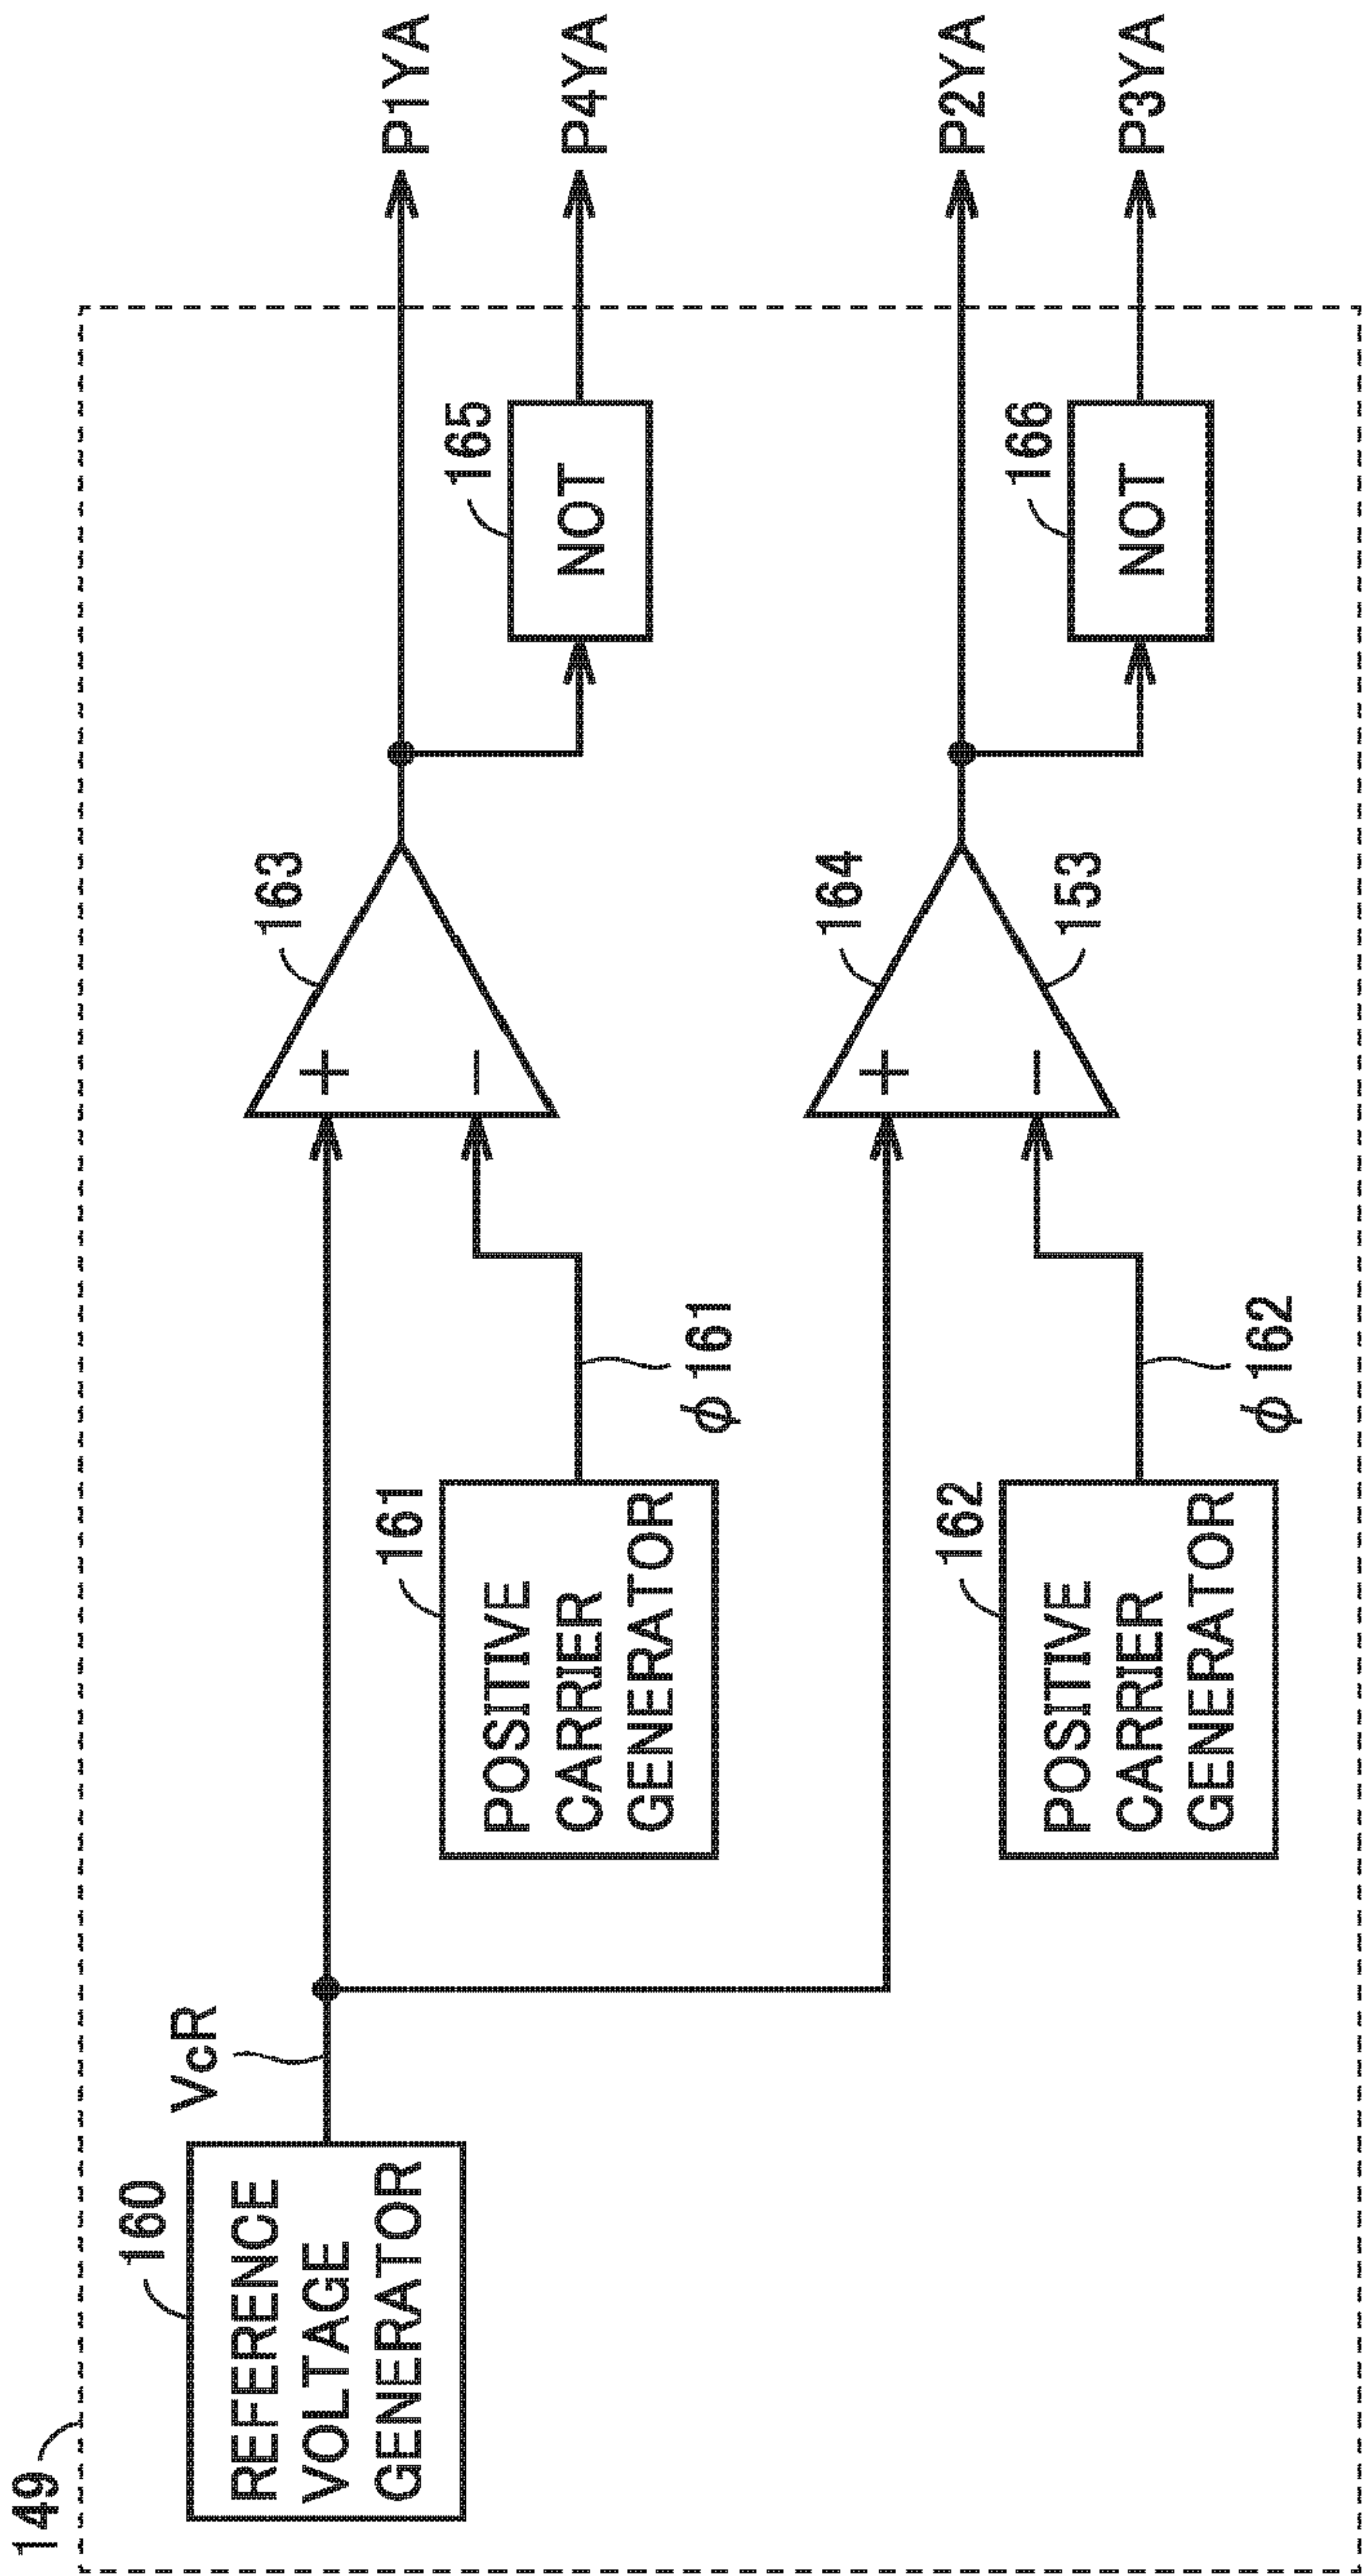 149
160
REFERENCE
VOLTAGE
GENERATOR
VcR
161
POSITIVE
CARRIER
GENERATOR
φ161
163
+
−
165
NOT
P1YA
P4YA
162
POSITIVE
CARRIER
GENERATOR
φ162
164
+
−
153
166
NOT
P2YA
P3YA